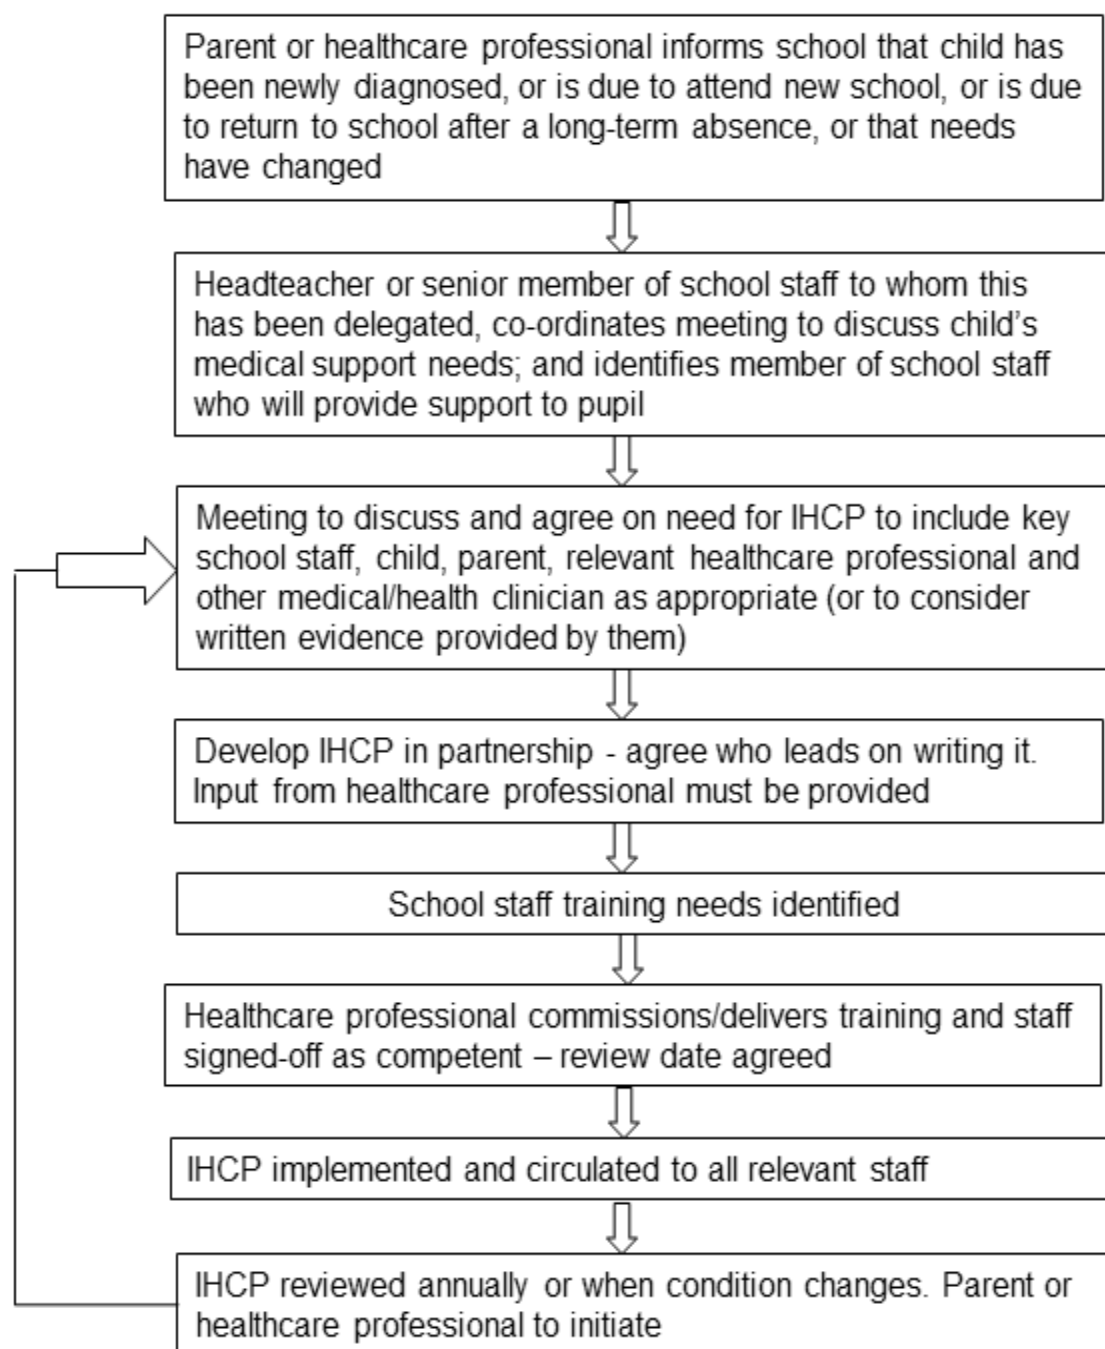 Parent or healthcare professional informs school that child has
been newly diagnosed, or is due to attend new school, or is due
to return to school after a long-term absence, or that needs
have changed
Headteacher or senior member of school staff to whom this
has been delegated, co-ordinates meeting to discuss child's
medical support needs; and identifies member of school staff
who will provide support to pupil
Meeting to discuss and agree on need for IHCP to include key
school staff, child, parent, relevant healthcare professional and
other medical/health clinician as appropriate (or to consider
written evidence provided by them)
Develop IHCP in partnership - agree who leads on writing it.
Input from healthcare professional must be provided
School staff training needs identified
Healthcare professional commissions/delivers training and staff
signed-off as competent – review date agreed
IHCP implemented and circulated to all relevant staff
IHCP reviewed annually or when condition changes. Parent or
healthcare professional to initiate